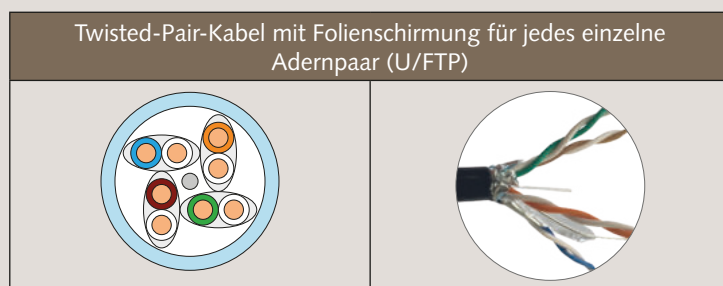 Twisted-Pair-Kabel mit Folienschirmung für jedes einzelne
Adernpaar (U/FTP)